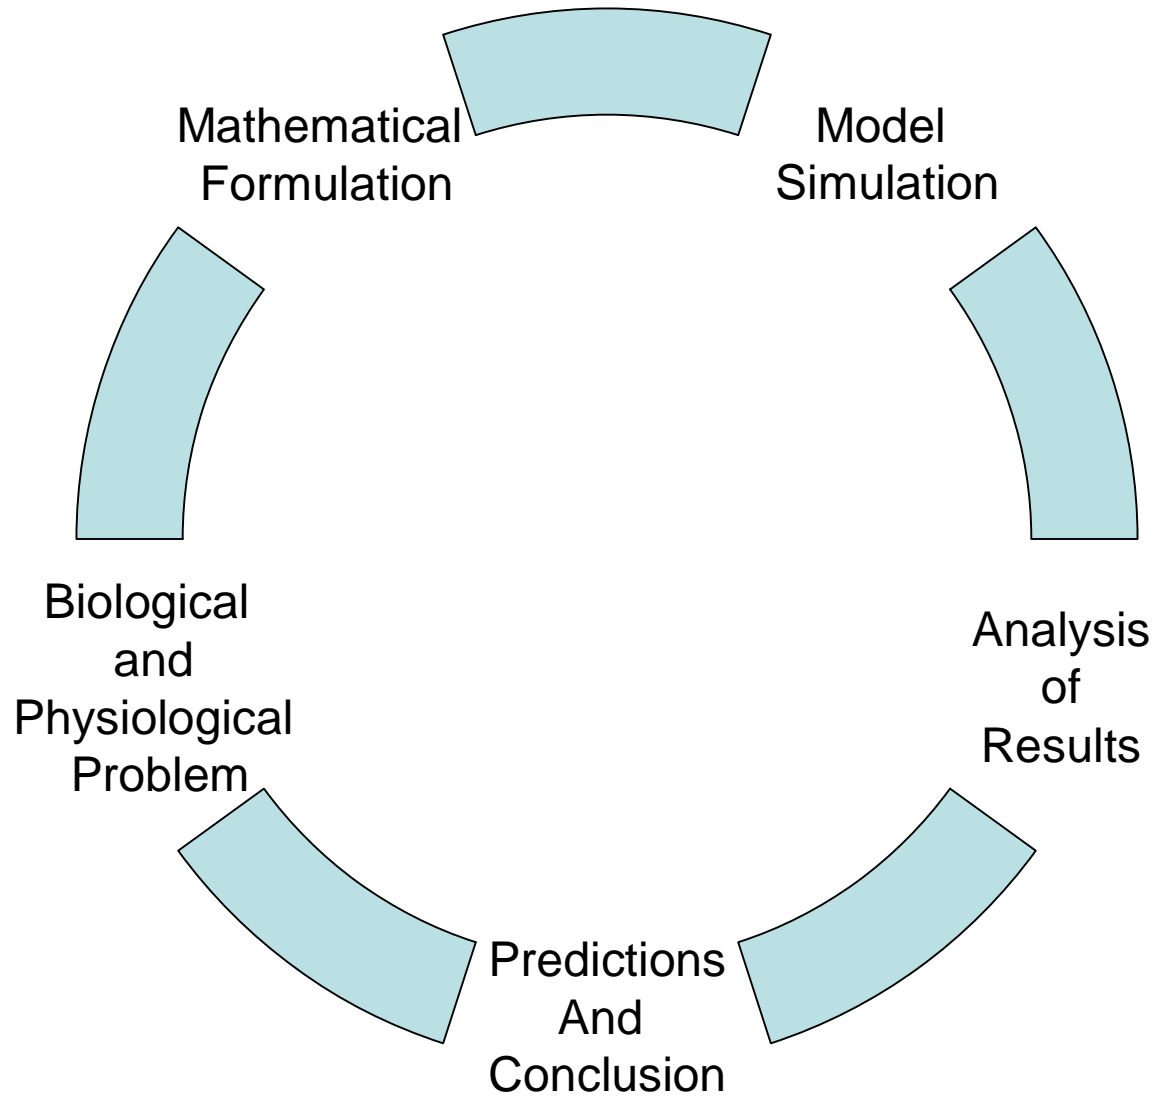 Mathematical
Formulation
Model
Simulation
Biological
and
Physiological
Problem
Analysis
of
Results
Predictions
And
Conclusion